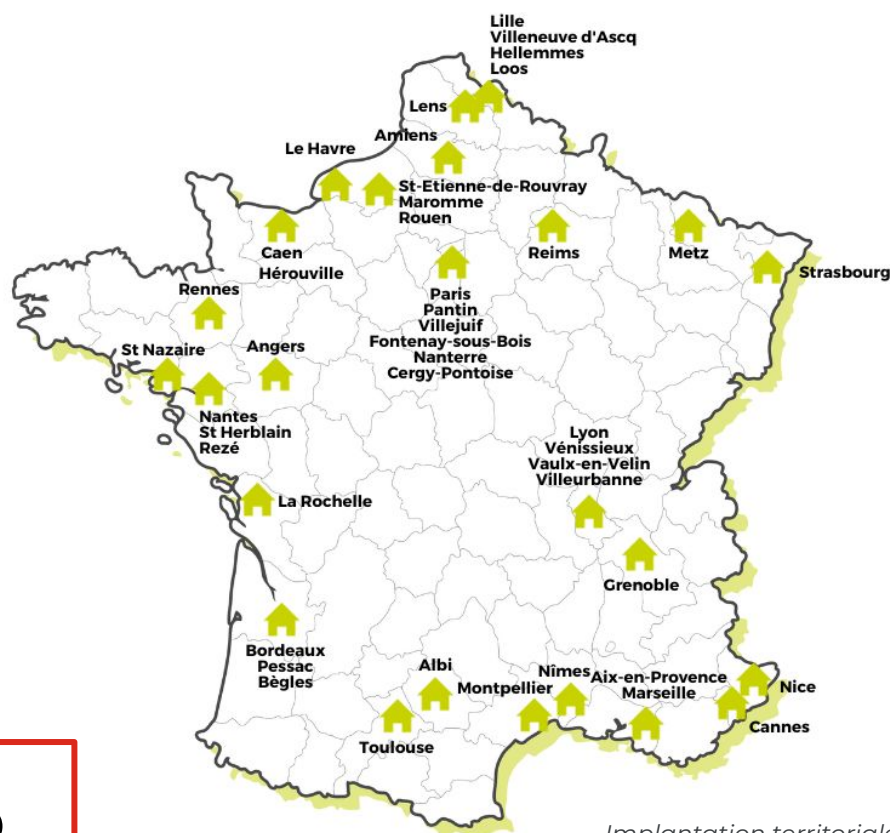 Lille
Villeneuve d'Ascq
Hellemmes
Loos
Lens
Amiens
Le Havre
St-Etienne-de-Rouvray
Maromme
Rouen
Caen
Hérouville
Reims
Metz
Strasbourg
Rennes
Paris
Pantin
Villejuif
Fontenay-sous-Bois
Nanterre
Cergy-Pontoise
St Nazaire
Angers
Nantes
St Herblain
Rezé
Lyon
Vénissieux
Vaulx-en-Velin
Villeurbanne
La Rochelle
Grenoble
Bordeaux
Pessac
Bègles
Albi
Montpellier
Nîmes
Aix-en-Provence
Marseille
Nice
Cannes
Toulouse
Implantation territoriale